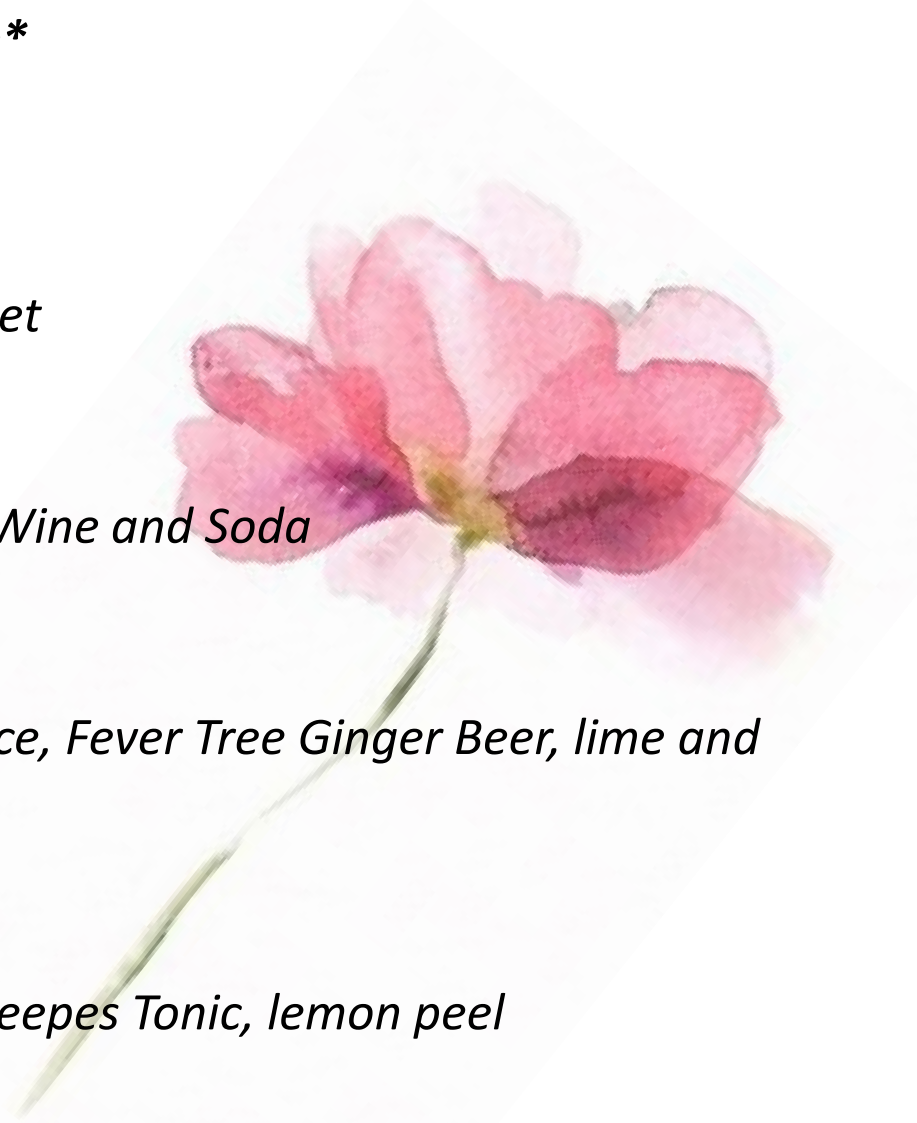 *
et
Wine and Soda
ce, Fever Tree Ginger Beer, lime and
eepes Tonic, lemon peel